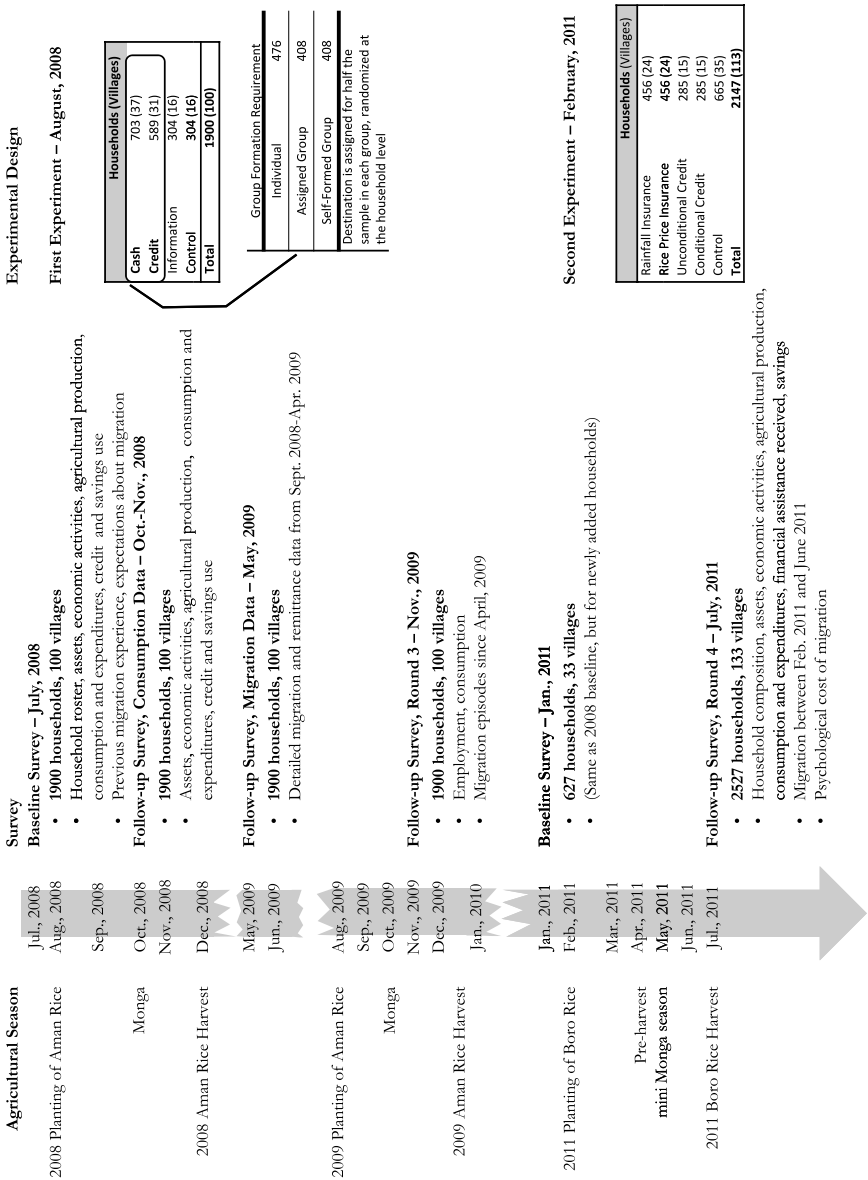 Agricultural Season
2008 Planting of Aman Rice
Monga
2008 Aman Rice Harvest
2009 Planting of Aman Rice
Monga
2009 Aman Rice Harvest
2011 Planting of Boro Rice
Pre-harvest
mini Monga season
2011 Boro Rice Harvest
Jul., 2008
Aug., 2008
Sep., 2008
Oct., 2008
Nov., 2008
Dec., 2008
May, 2009
Jun., 2009
Aug., 2009
Sep., 2009
Oct., 2009
Nov., 2009
Dec., 2009
Jan., 2010
Jan., 2011
Feb., 2011
Mar., 2011
Apr., 2011
May, 2011
Jun., 2011
Jul., 2011
Survey
Baseline Survey – July, 2008
• 1900 households, 100 villages
• Household roster, assets, economic activities, agricultural production,
consumption and expenditures, credit and savings use
• Previous migration experience, expectations about migration
Follow-up Survey, Consumption Data – Oct.-Nov., 2008
• 1900 households, 100 villages
• Assets, economic activities, agricultural production, consumption and
expenditures, credit and savings use
Follow-up Survey, Migration Data – May, 2009
• 1900 households, 100 villages
• Detailed migration and remittance data from Sept. 2008-Apr. 2009
Follow-up Survey, Round 3 – Nov., 2009
• 1900 households, 100 villages
• Employment, consumption
• Migration episodes since April, 2009
Baseline Survey – Jan., 2011
• 627 households, 33 villages
• (Same as 2008 baseline, but for newly added households)
Follow-up Survey, Round 4 – July, 2011
• 2527 households, 133 villages
• Household composition, assets, economic activities, agricultural production,
consumption and expenditures, financial assistance received, savings
• Migration between Feb. 2011 and June 2011
• Psychological cost of migration
Experimental Design
First Experiment – August, 2008
Households (Villages)
Cash 703 (37)
Credit 589 (31)
Information 304 (16)
Control 304 (16)
Total 1900 (100)
Group Formation Requirement
Individual 476
Assigned Group 408
Self-Formed Group 408
Destination is assigned for half the
sample in each group, randomized at
the household level
Second Experiment – February, 2011
Households (Villages)
Rainfall Insurance 456 (24)
Rice Price Insurance 456 (24)
Unconditional Credit 285 (15)
Conditional Credit 285 (15)
Control 665 (35)
Total 2147 (113)